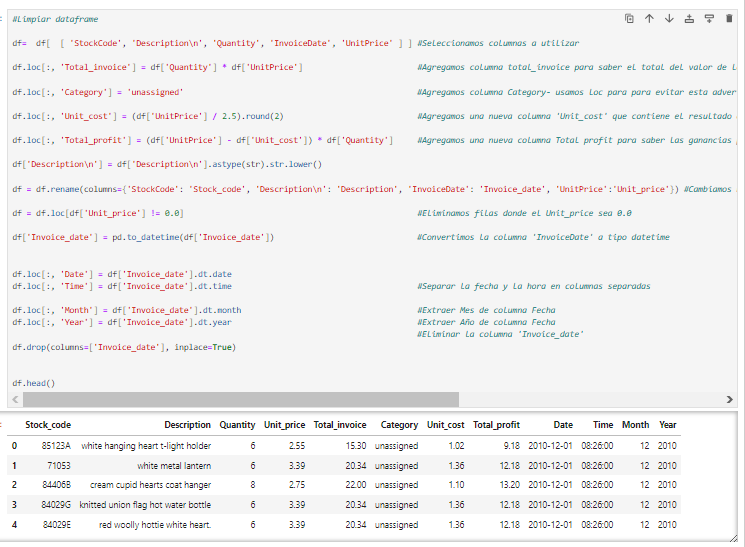 #Limpiar dataframe
df= df[ [ 'StockCode', 'Description\n', 'Quantity', 'InvoiceDate', 'UnitPrice' ] ] #Seleccionamos columnas a utilizar
df.loc[:, 'Total_invoice'] = df['Quantity'] * df['UnitPrice'] #Agregamos columna total_invoice para saber el total del valor de l
df.loc[:, 'Category'] = 'unassigned' #Agregamos columna Category- usamos loc para para evitar esta adver
df.loc[:, 'Unit_cost'] = (df['UnitPrice'] / 2.5).round(2) #Agregamos una nueva columna 'Unit_cost' que contiene el resultado
df.loc[:, 'Total_profit'] = (df['UnitPrice'] - df['Unit_cost']) * df['Quantity'] #Agregamos una nueva columna Total profit para saber las ganancias
df['Description\n'] = df['Description\n'].astype(str).str.lower()
df = df.rename(columns={'StockCode': 'Stock_code', 'Description\n': 'Description', 'InvoiceDate': 'Invoice_date', 'UnitPrice':'Unit_price'}) #Cambiamos
df = df.loc[df['Unit_price'] != 0.0] #Eliminamos filas donde el Unit_price sea 0.0
df['Invoice_date'] = pd.to_datetime(df['Invoice_date']) #Convertimos la columna 'InvoiceDate' a tipo datetime
df.loc[:, 'Date'] = df['Invoice_date'].dt.date
df.loc[:, 'Time'] = df['Invoice_date'].dt.time #Separar la fecha y la hora en columnas separadas
df.loc[:, 'Month'] = df['Invoice_date'].dt.month #Extraer Mes de columna Fecha
df.loc[:, 'Year'] = df['Invoice_date'].dt.year #Extraer Año de columna Fecha
#Eliminar la columna 'Invoice_date'
df.drop(columns=['Invoice_date'], inplace=True)
df.head()
Stock_code Description Quantity Unit_price Total_invoice Category Unit_cost Total_profit Date Time Month Year
0 85123A white hanging heart t-light holder 6 2.55 15.30 unassigned 1.02 9.18 2010-12-01 08:26:00 12 2010
1 71053 white metal lantern 6 3.39 20.34 unassigned 1.36 12.18 2010-12-01 08:26:00 12 2010
2 84406B cream cupid hearts coat hanger 8 2.75 22.00 unassigned 1.10 13.20 2010-12-01 08:26:00 12 2010
3 84029G knitted union flag hot water bottle 6 3.39 20.34 unassigned 1.36 12.18 2010-12-01 08:26:00 12 2010
4 84029E red woolly hottie white heart. 6 3.39 20.34 unassigned 1.36 12.18 2010-12-01 08:26:00 12 2010